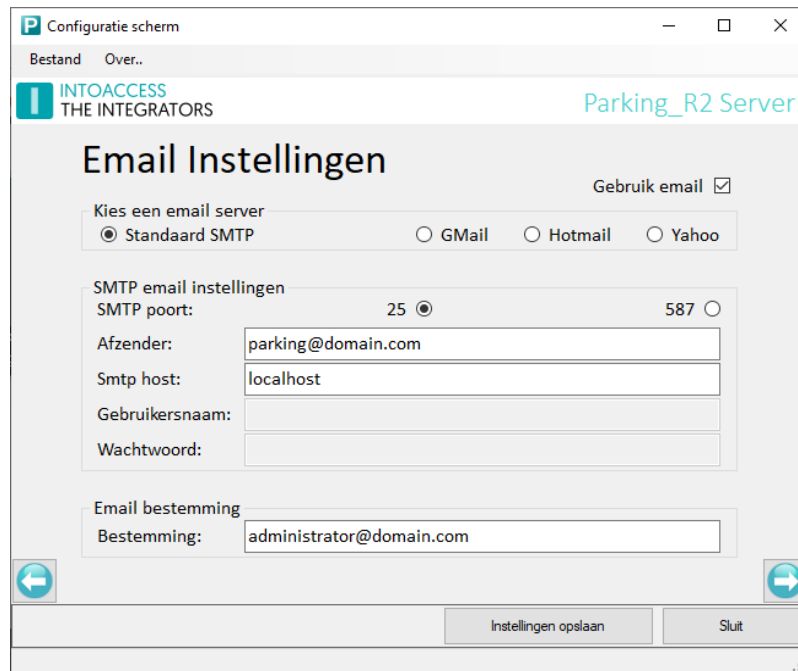 Configuratie scherm
Bestand Over..
INTOACCESS
THE INTEGRATORS
Parking_R2 Server
Email Instellingen
Gebruik email
Kies een email server
Standaard SMTP GMail Hotmail Yahoo
SMTP email instellingen
SMTP poort: 25 587
Afzender: parking@domain.com
Smtp host: localhost
Gebruikersnaam:
Wachtwoord:
Email bestemming
Bestemming: administrator@domain.com
Instellingen opslaan Sluit